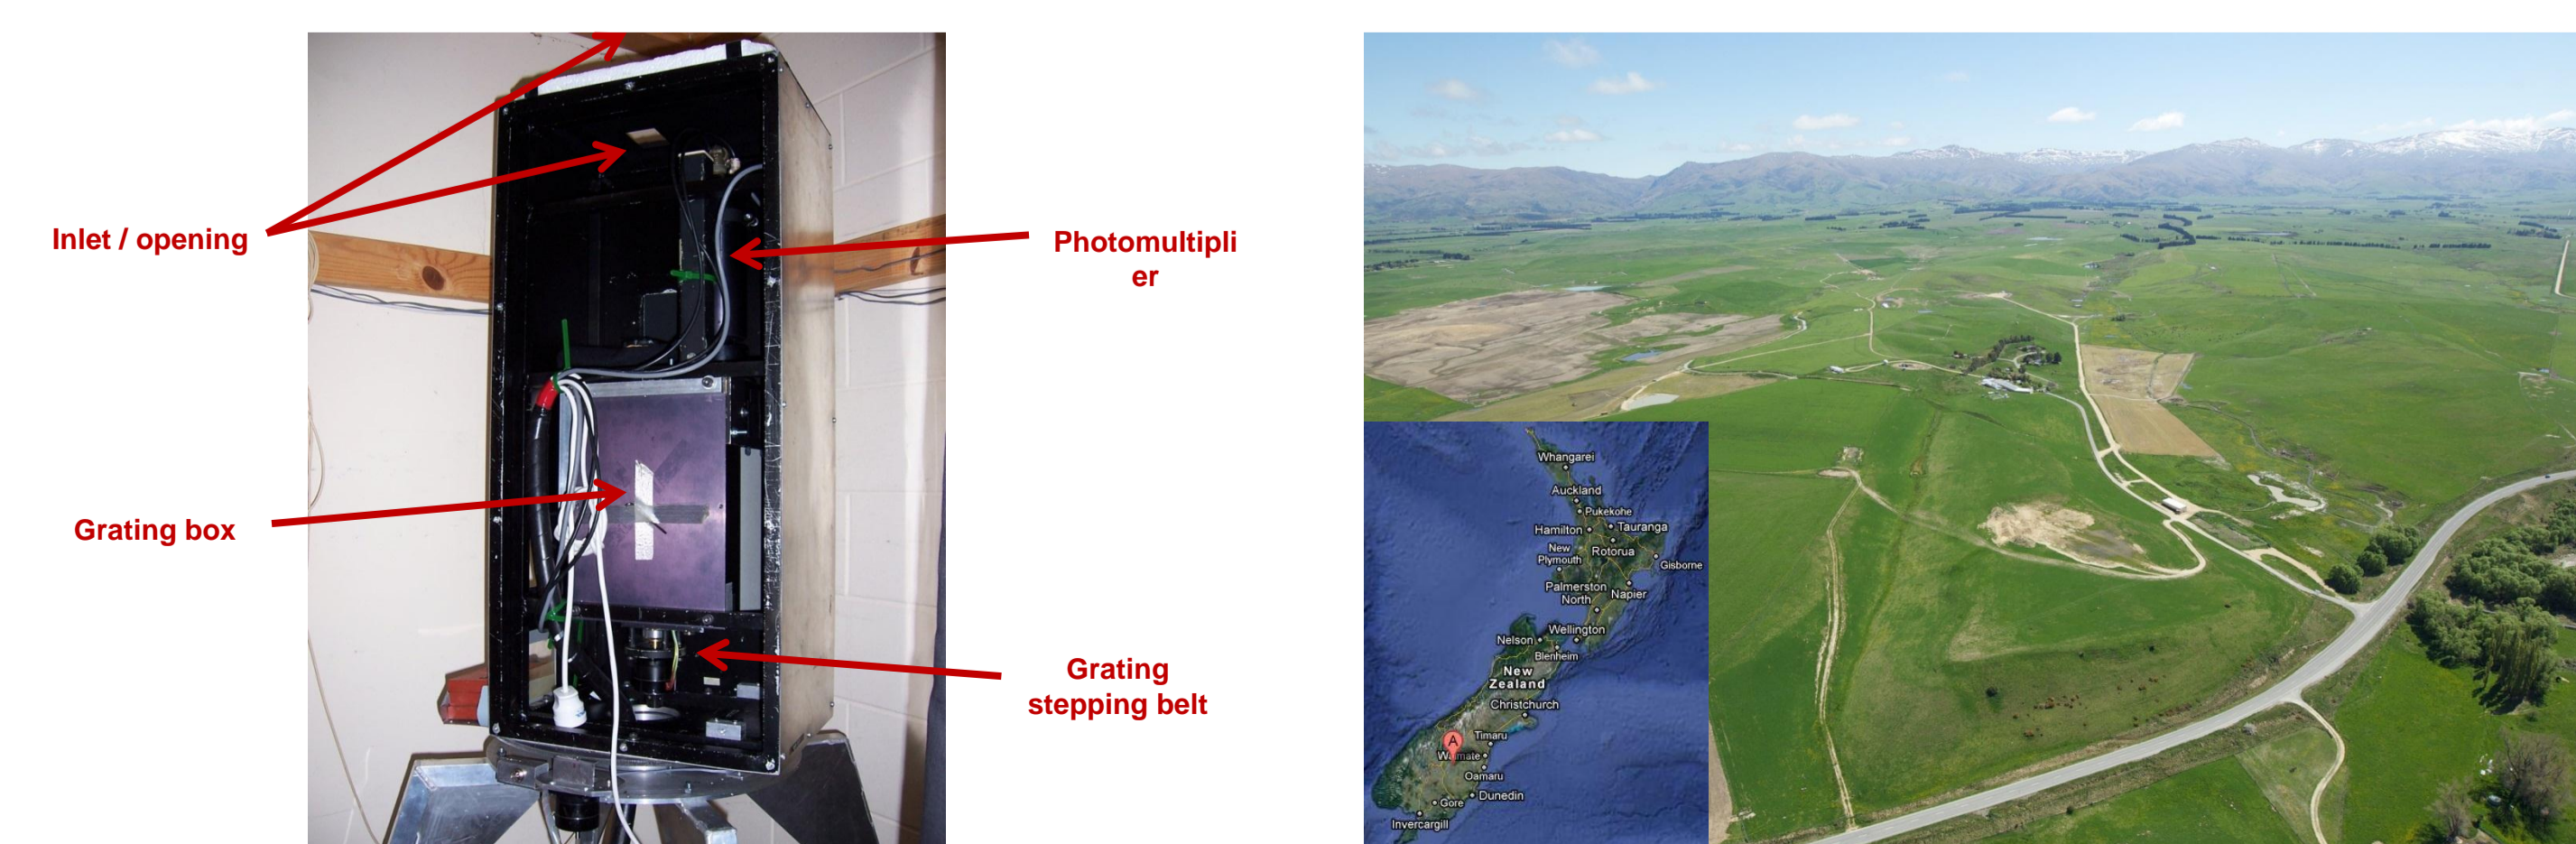 Inlet / opening
Photomultipli
er
Grating box
Grating
stepping belt
Whangarei
Auckland
Pukekohe
Hamilton
Tauranga
New
Plymouth
Rotorua
Gisborne
Palmerston
North
Napier
Nelson
Wellington
Blenheim
New
Zealand
Christchurch
A
Timaru
Oamaru
Dunedin
Gore
Invercargill